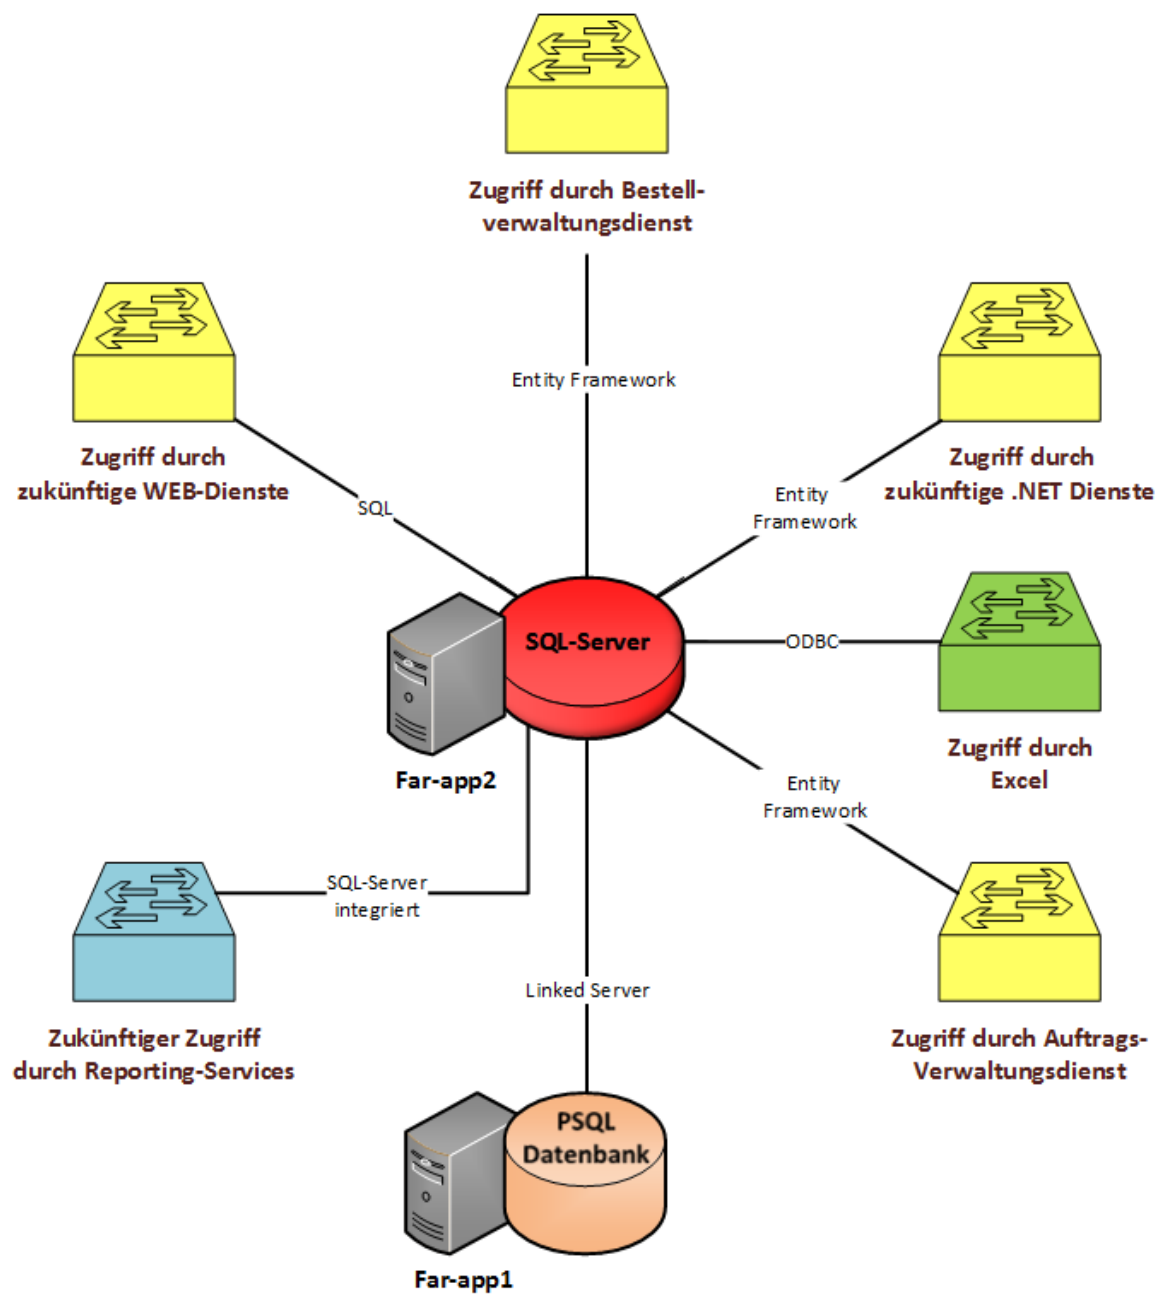 Zugriff durch Bestell-
verwaltungsdienst
Entity Framework
Zugriff durch
zukünftige WEB-Dienste
SQL
Zugriff durch
zukünftige .NET Dienste
Entity
Framework
SQL-Server
ODBC
Far-app2
Zugriff durch
Excel
Entity
Framework
SQL-Server
integriert
Linked Server
Zukünftiger Zugriff
durch Reporting-Services
Zugriff durch Auftrags-
Verwaltungsdienst
PSQL
Datenbank
Far-app1